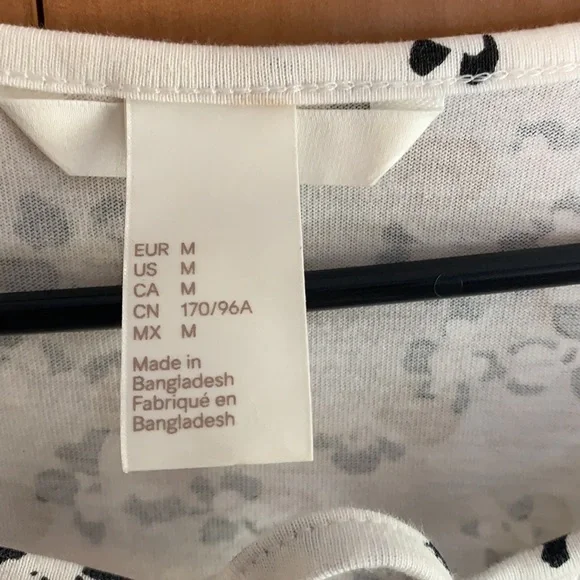 EUR M
US M
CA M
CN 170/96A
MX M
Made in
Bangladesh
Fabriqué en
Bangladesh